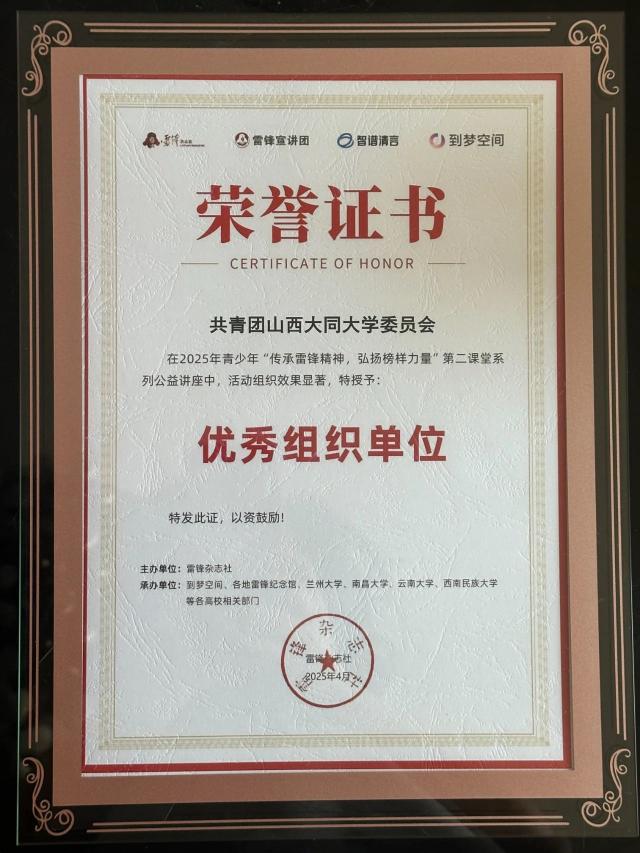 雷锋
雷锋宣讲团
智谱清言
到梦空间
荣誉证书
CERTIFICATE OF HONOR
共青团山西大同大学委员会
在2025年青少年“传承雷锋精神，弘扬榜样力量”第二课堂系
列公益讲座中，活动组织效果显著，特授予：
优秀组织单位
特发此证，以资鼓励！
主办单位：雷锋杂志社
承办单位：到梦空间、各地雷锋纪念馆、兰州大学、南昌大学、云南大学、西南民族大学
等各高校相关部门
雷锋杂志社
雷锋杂志社
2025年4月